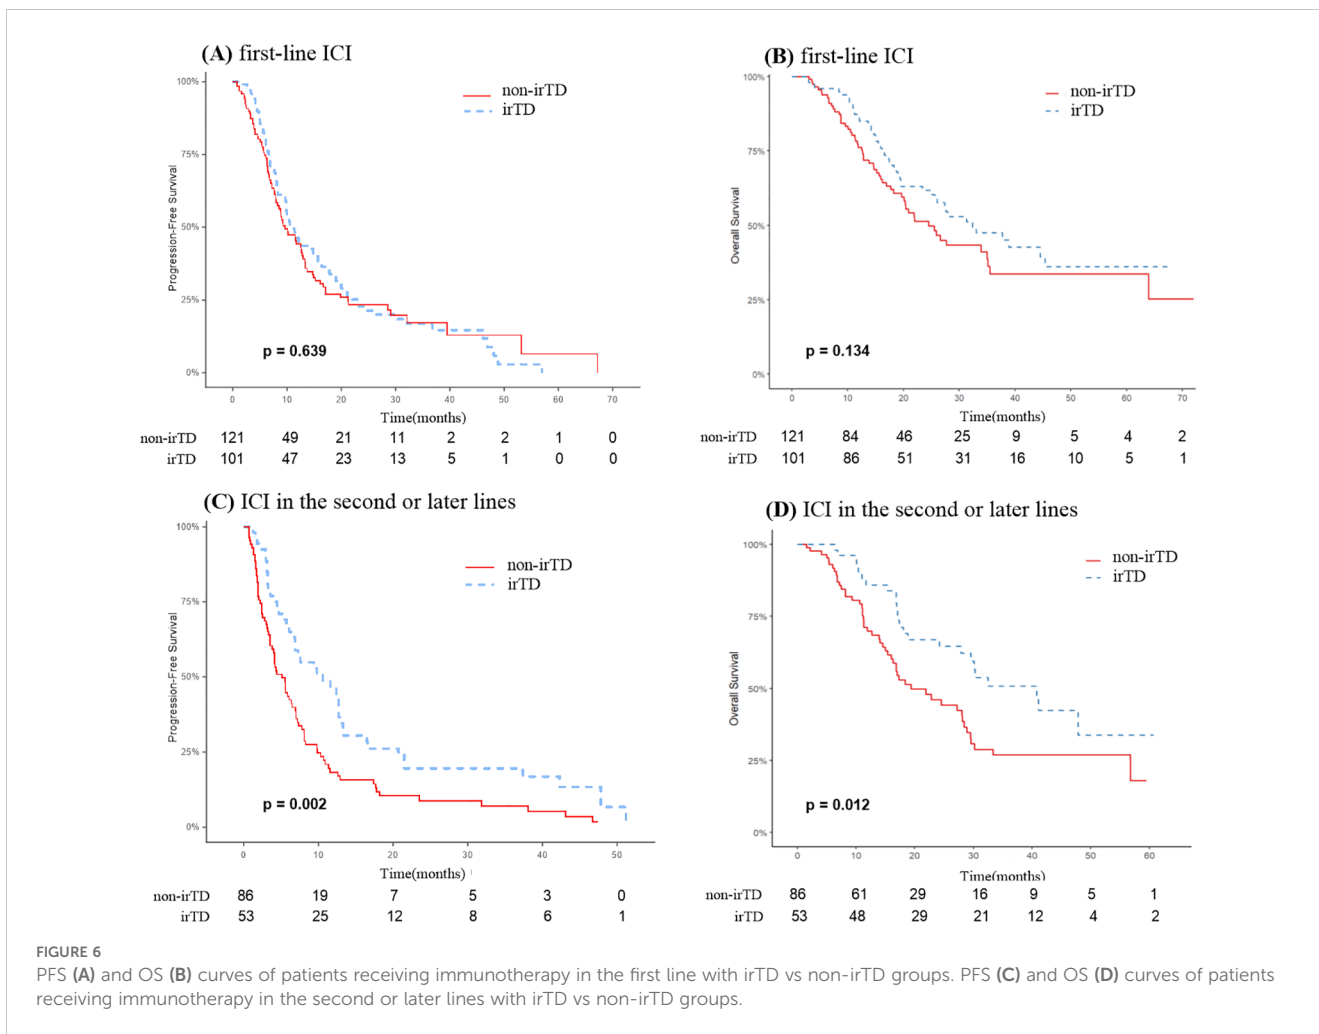 (A) first-line ICI
100%
75%
50%
25%
0%
Progression-Free Survival
non-irTD
irTD
p = 0.639
0 10 20 30 40 50 60 70
Time(months)
non-irTD 121 49 21 11 2 2 1 0
irTD 101 47 23 13 5 1 0 0
(B) first-line ICI
100%
75%
50%
25%
0%
Overall Survival
non-irTD
irTD
p = 0.134
0 10 20 30 40 50 60 70
Time(months)
non-irTD 121 84 46 25 9 5 4 2
irTD 101 86 51 31 16 10 5 1
(C) ICI in the second or later lines
100%
75%
50%
25%
0%
Progression-Free Survival
non-irTD
irTD
p = 0.002
0 10 20 30 40 50
Time(months)
non-irTD 86 19 7 5 3 0
irTD 53 25 12 8 6 1
(D) ICI in the second or later lines
100%
75%
50%
25%
0%
Overall Survival
non-irTD
irTD
p = 0.012
0 10 20 30 40 50 60
Time(months)
non-irTD 86 61 29 16 9 5 1
irTD 53 48 29 21 12 4 2
FIGURE 6
PFS (A) and OS (B) curves of patients receiving immunotherapy in the first line with irTD vs non-irTD groups. PFS (C) and OS (D) curves of patients
receiving immunotherapy in the second or later lines with irTD vs non-irTD groups.